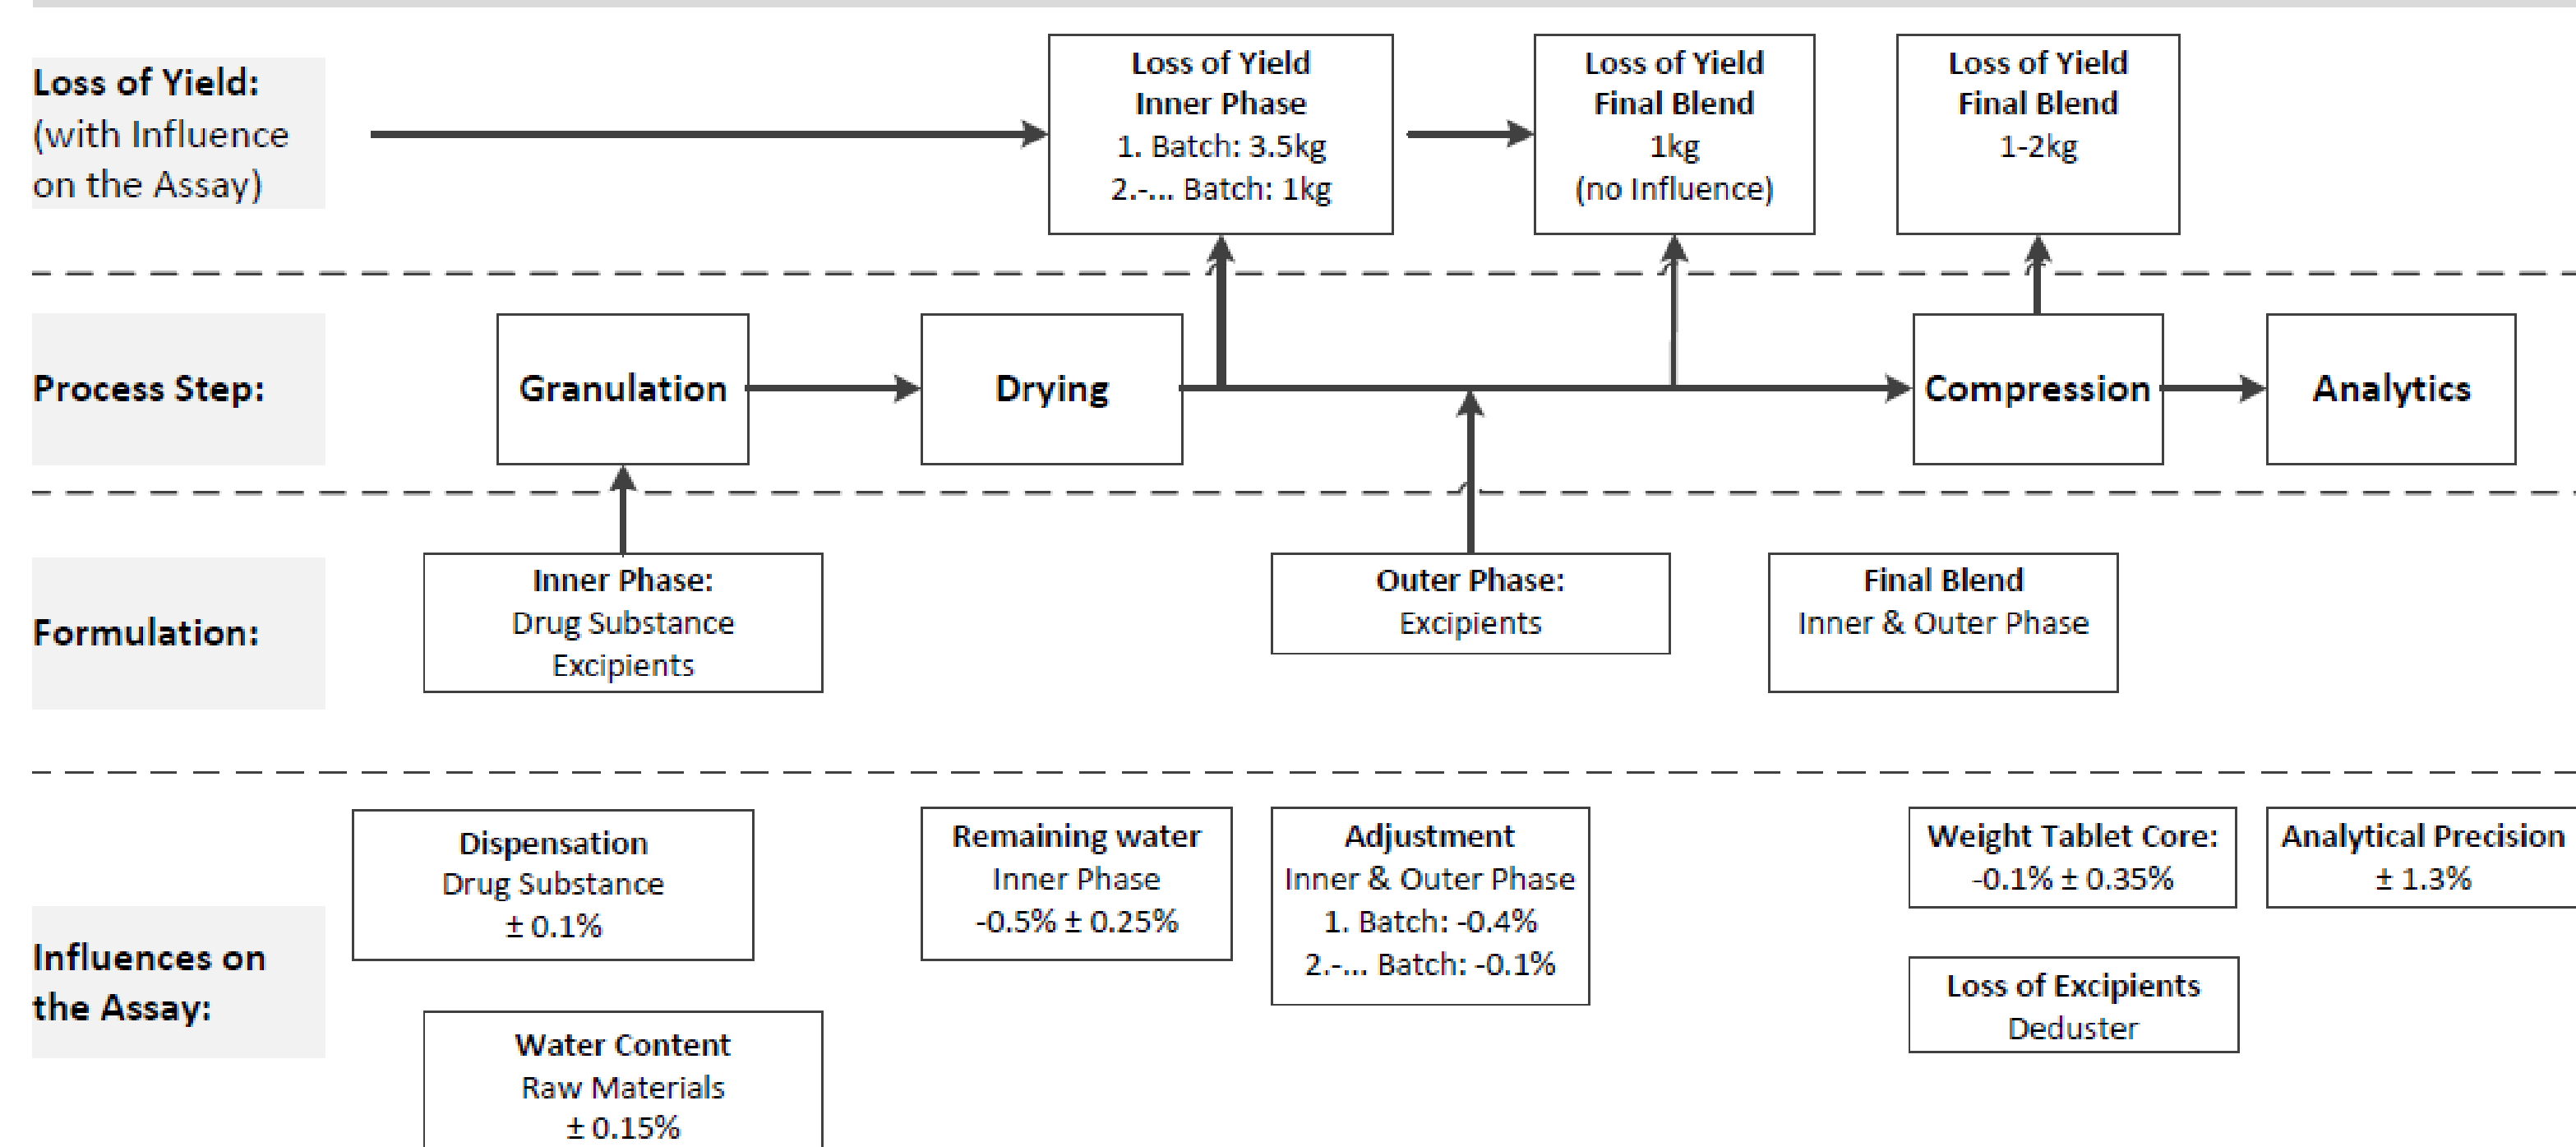 Loss of Yield:
(with Influence
on the Assay)
Loss of Yield
Inner Phase
1. Batch: 3.5kg
2.-... Batch: 1kg
Loss of Yield
Final Blend
1kg
(no Influence)
Loss of Yield
Final Blend
1-2kg
Process Step:
Granulation
Drying
Compression
Analytics
Formulation:
Inner Phase:
Drug Substance
Excipients
Outer Phase:
Excipients
Final Blend
Inner & Outer Phase
Influences on
the Assay:
Dispensation
Drug Substance
± 0.1%
Water Content
Raw Materials
± 0.15%
Remaining water
Inner Phase
-0.5% ± 0.25%
Adjustment
Inner & Outer Phase
1. Batch: -0.4%
2.-... Batch: -0.1%
Weight Tablet Core:
-0.1% ± 0.35%
Loss of Excipients
Deduster
Analytical Precision
± 1.3%